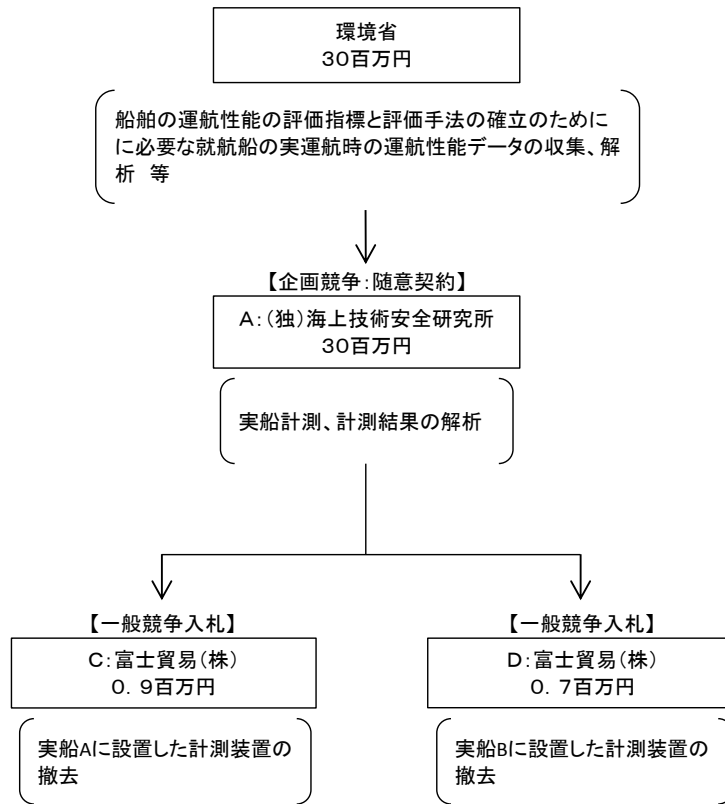 環境省
30百万円
船舶の運航性能の評価指標と評価手法の確立のためにに
に必要な就航船の実運航時の運航性能データの収集、解
析　等
【企画競争：随意契約】
A：（独）海上技術安全研究所
30百万円
実船計測、計測結果の解析
【一般競争入札】
C：富士貿易（株）
0．9百万円
実船Aに設置した計測装置の
撤去
【一般競争入札】
D：富士貿易（株）
0．7百万円
実船Bに設置した計測装置の
撤去